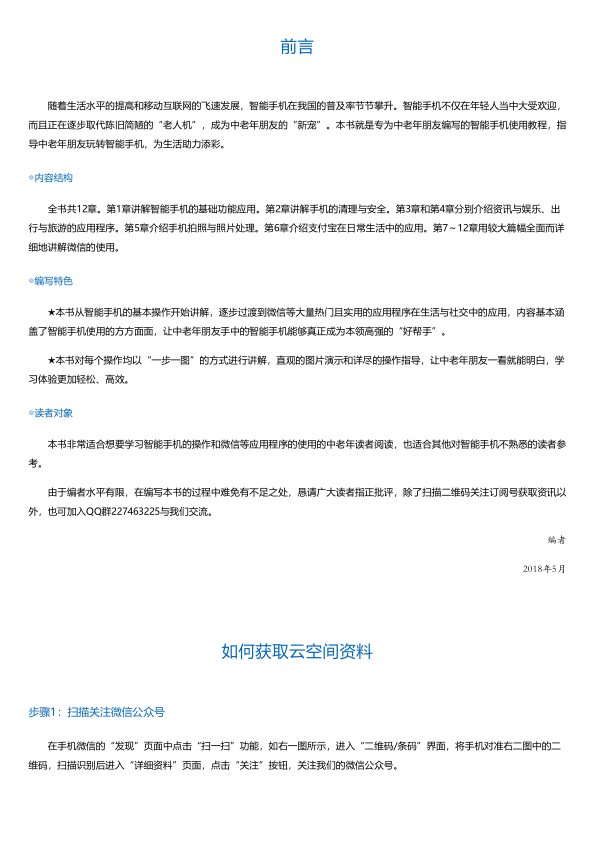 前言
随着生活水平的提高和移动互联网的飞速发展，智能手机在我国的普及率节节攀升。智能手机不仅在年轻人当中大受欢迎，
而且正在逐步取代陈旧简陋的“老人机”，成为中老年朋友的“新宠”。本书就是专为中老年朋友编写的智能手机使用教程，指
导中老年朋友玩转智能手机，为生活助力添彩。
◎内容结构
全书共12章。第1章讲解智能手机的基础功能应用。第2章讲解手机的清理与安全。第3章和第4章分别介绍资讯与娱乐、出
行与旅游的应用程序。第5章介绍手机拍照与照片处理。第6章介绍支付宝在日常生活中的应用。第7～12章用较大篇幅全面而详
细地讲解微信的使用。
◎编写特色
★本书从智能手机的基本操作开始讲解，逐步过渡到微信等大量热门且实用的应用程序在生活与社交中的应用，内容基本涵
盖了智能手机使用的方方面面，让中老年朋友手中的智能手机能够真正成为本领高强的“好帮手”。
★本书对每个操作均以“一步一图”的方式进行讲解，直观的图片演示和详尽的操作指导，让中老年朋友一看就能明白，学
习体验更加轻松、高效。
◎读者对象
本书非常适合想要学习智能手机的操作和微信等应用程序的使用的中老年读者阅读，也适合其他对智能手机不熟悉的读者参
考。
由于编者水平有限，在编写本书的过程中难免有不足之处，恳请广大读者指正批评，除了扫描二维码关注订阅号获取资讯以
外，也可加入QQ群227463225与我们交流。
编者
2018年5月
如何获取云空间资料
步骤1：扫描关注微信公众号
在手机微信的“发现”页面中点击“扫一扫”功能，如右一图所示，进入“二维码/条码”界面，将手机对准右二图中的二
维码，扫描识别后进入“详细资料”页面，点击“关注”按钮，关注我们的微信公众号。